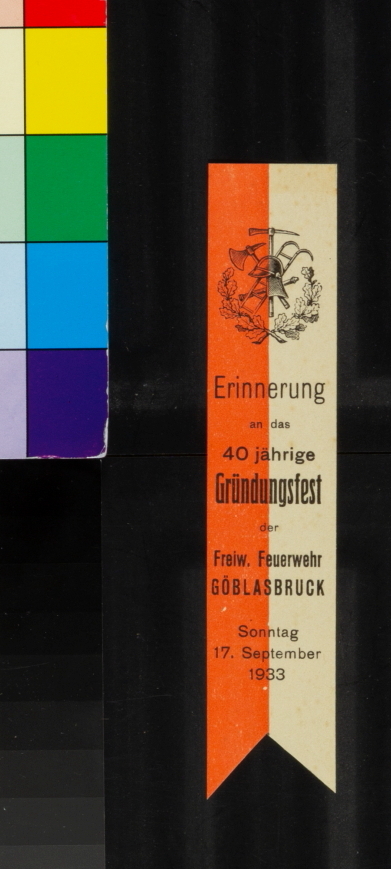 Erinnerung
an das
40 jährige
Gründungsfest
der
Freiw. Feuerwehr
GÖBLASBRUCK
Sonntag
17. September
1933